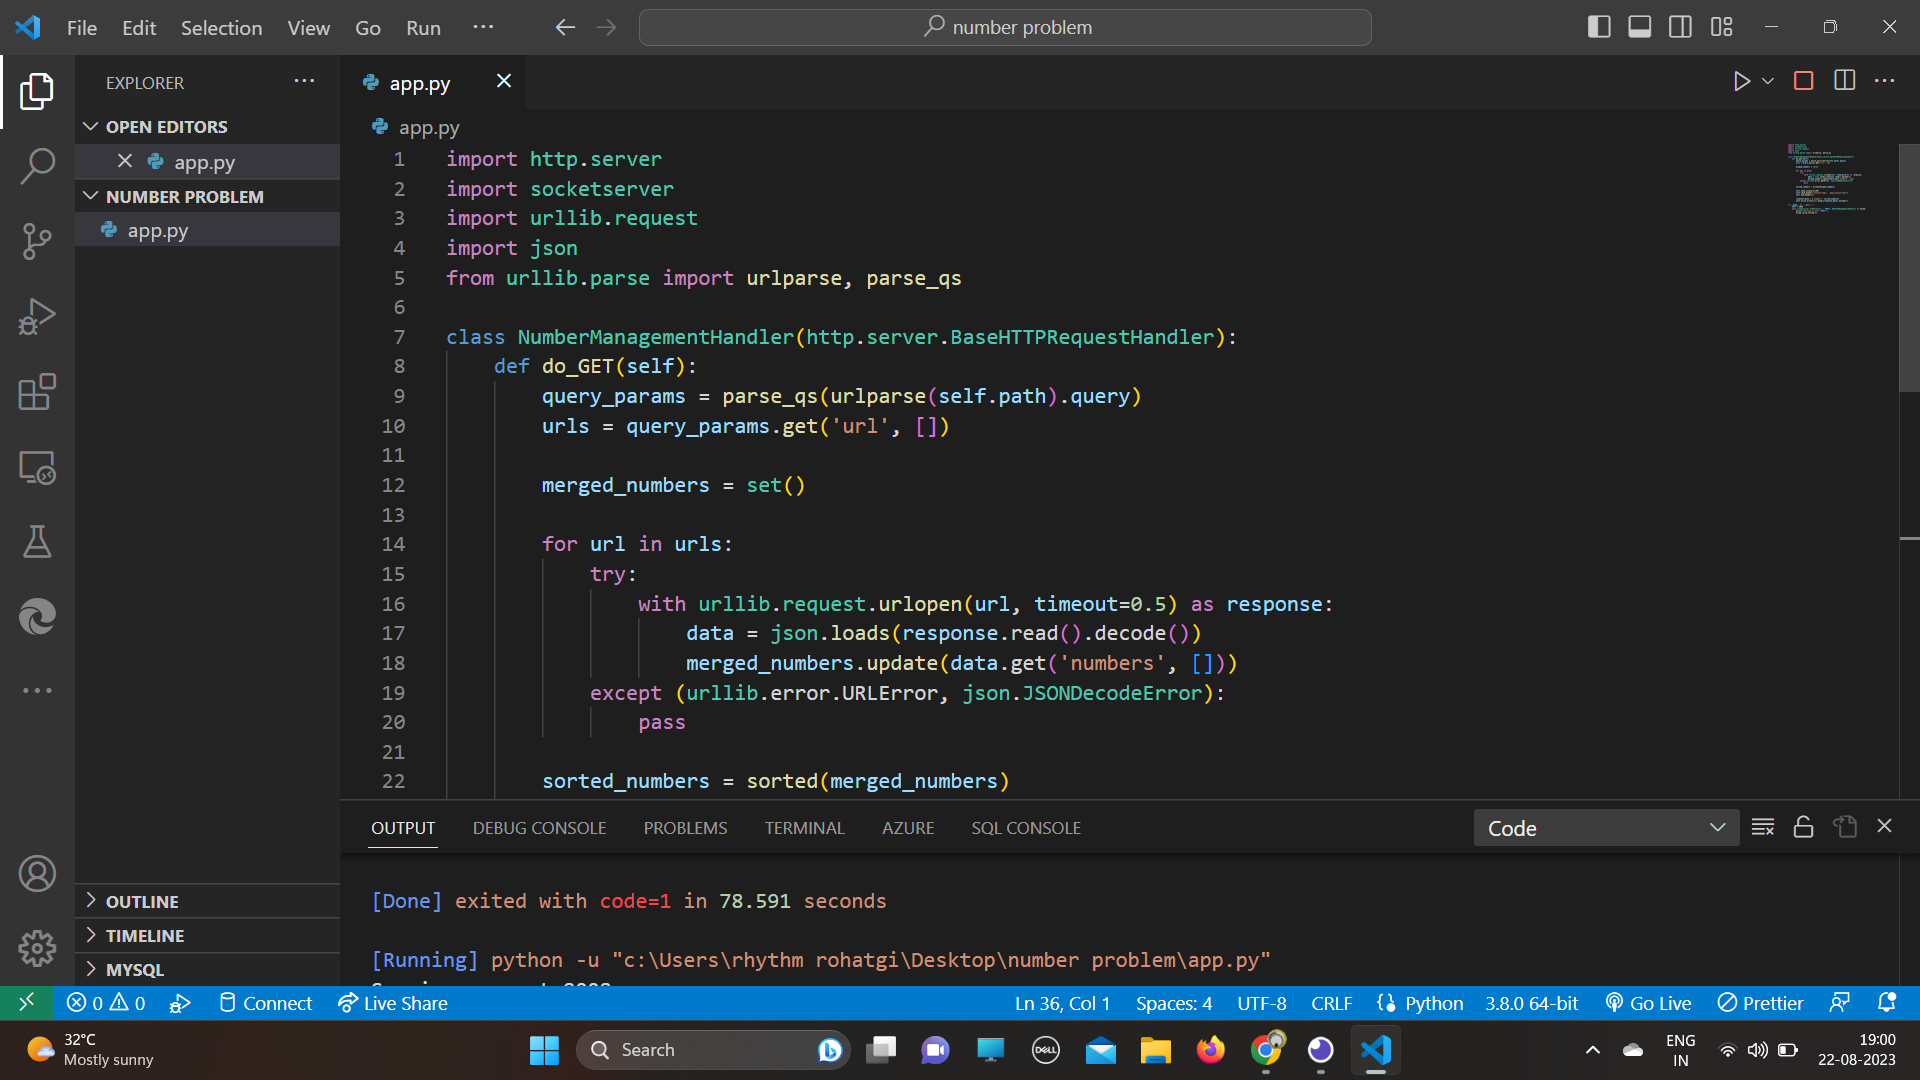 File Edit Selection View Go Run ···
number problem
EXPLORER
OPEN EDITORS
app.py
NUMBER PROBLEM
app.py
OUTLINE
TIMELINE
MYSQL
app.py
app.py
1 import http.server
2 import socketserver
3 import urllib.request
4 import json
5 from urllib.parse import urlparse, parse_qs
6
7 class NumberManagementHandler(http.server.BaseHTTPRequestHandler):
8 def do_GET(self):
9 query_params = parse_qs(urlparse(self.path).query)
10 urls = query_params.get('url', [])
11
12 merged_numbers = set()
13
14 for url in urls:
15 try:
16 with urllib.request.urlopen(url, timeout=0.5) as response:
17 data = json.loads(response.read().decode())
18 merged_numbers.update(data.get('numbers', []))
19 except (urllib.error.URLError, json.JSONDecodeError):
20 pass
21
22 sorted_numbers = sorted(merged_numbers)
OUTPUT DEBUG CONSOLE PROBLEMS TERMINAL AZURE SQL CONSOLE
Code
[Done] exited with code=1 in 78.591 seconds
[Running] python -u "c:\Users\rhythm rohatgi\Desktop\number problem\app.py"
0 0 Connect Live Share Ln 36, Col 1 Spaces: 4 UTF-8 CRLF Python 3.8.0 64-bit Go Live Prettier
32°C
Mostly sunny
Search
DELL
ENG
IN
19:00
22-08-2023